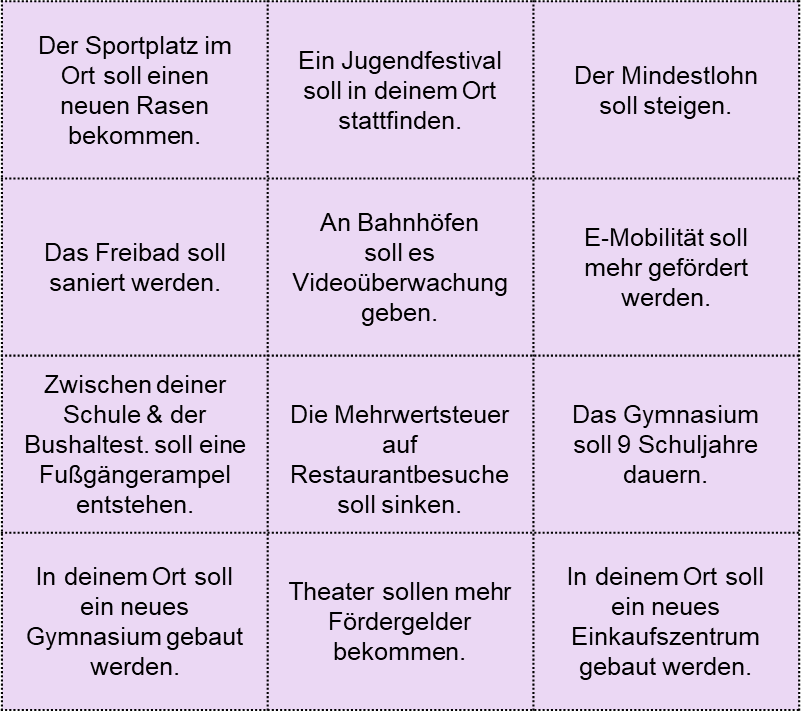 Der Sportplatz im
Ort soll einen
neuen Rasen
bekommen.
Ein Jugendfestival
soll in deinem Ort
stattfinden.
Der Mindestlohn
soll steigen.
Das Freibad soll
saniert werden.
An Bahnhöfen
soll es
Videoüberwachung
geben.
E-Mobilität soll
mehr gefördert
werden.
Zwischen deiner
Schule & der
Bushaltest. soll eine
Fußgängerampel
entstehen.
Die Mehrwertsteuer
auf
Restaurantbesuche
soll sinken.
Das Gymnasium
soll 9 Schuljahre
dauern.
In deinem Ort soll
ein neues
Gymnasium gebaut
werden.
Theater sollen mehr
Fördergelder
bekommen.
In deinem Ort soll
ein neues
Einkaufszentrum
gebaut werden.